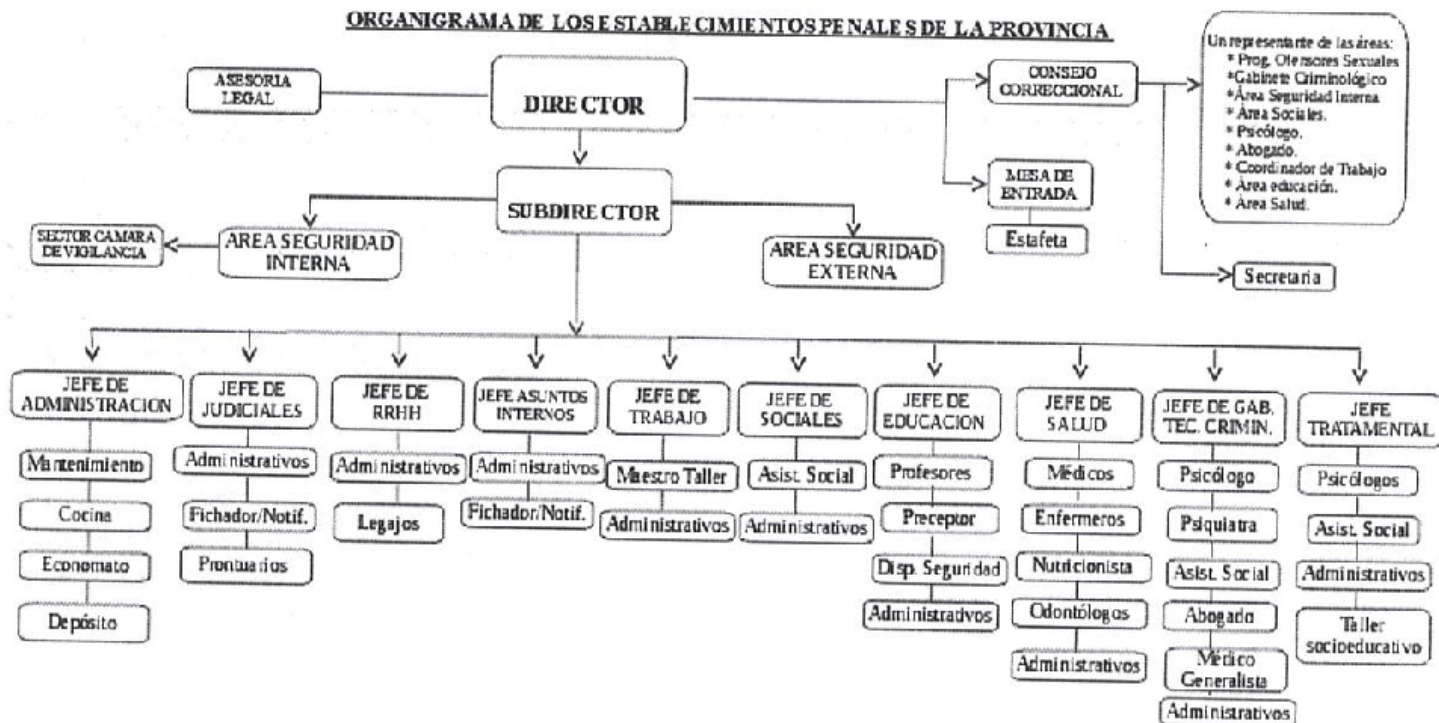 ORGANIGRAMA DE LOS ESTABLECIMIENTOS PENALES DE LA PROVINCIA
ASESORIA
LEGAL
DIRECTOR
CONSEJO
CORRECCIONAL
Un representante de las áreas:
* Prog. Ofensores Sexuales
*Gabinete Criminológico
*Área Seguridad Interna
* Área Sociales.
* Psicólogo.
* Abogado.
* Coordinador de Trabajo
* Área educación.
* Área Salud.
MESA DE
ENTRADA
Estafeta
Secretaria
SUBDIRECTOR
SECTOR CAMARA
DE VIGILANCIA
AREA SEGURIDAD
INTERNA
AREA SEGURIDAD
EXTERNA
JEFE DE
ADMINISTRACION
Mantenimiento
Cocina
Economato
Depósito
JEFE DE
JUDICIALES
Administrativos
Fichador/Notif.
Prontuarios
JEFE DE
RRHH
Administrativos
Legajos
JEFE ASUNTOS
INTERNOS
Administrativos
Fichador/Notif.
JEFE DE
TRABAJO
Maestro Taller
Administrativos
JEFE DE
SOCIALES
Asist. Social
Administrativos
JEFE DE
EDUCACION
Profesores
Preceptor
Disp. Seguridad
Administrativos
JEFE DE
SALUD
Médicos
Enfermeros
Nutricionista
Odontólogos
Administrativos
JEFE DE GAB.
TEC. CRIMIN.
Psicólogo
Psiquiatra
Asist. Social
Abogado
Médico
Generalista
Administrativos
JEFE
TRATAMENTAL
Psicólogos
Asist. Social
Administrativos
Taller
socioeducativo